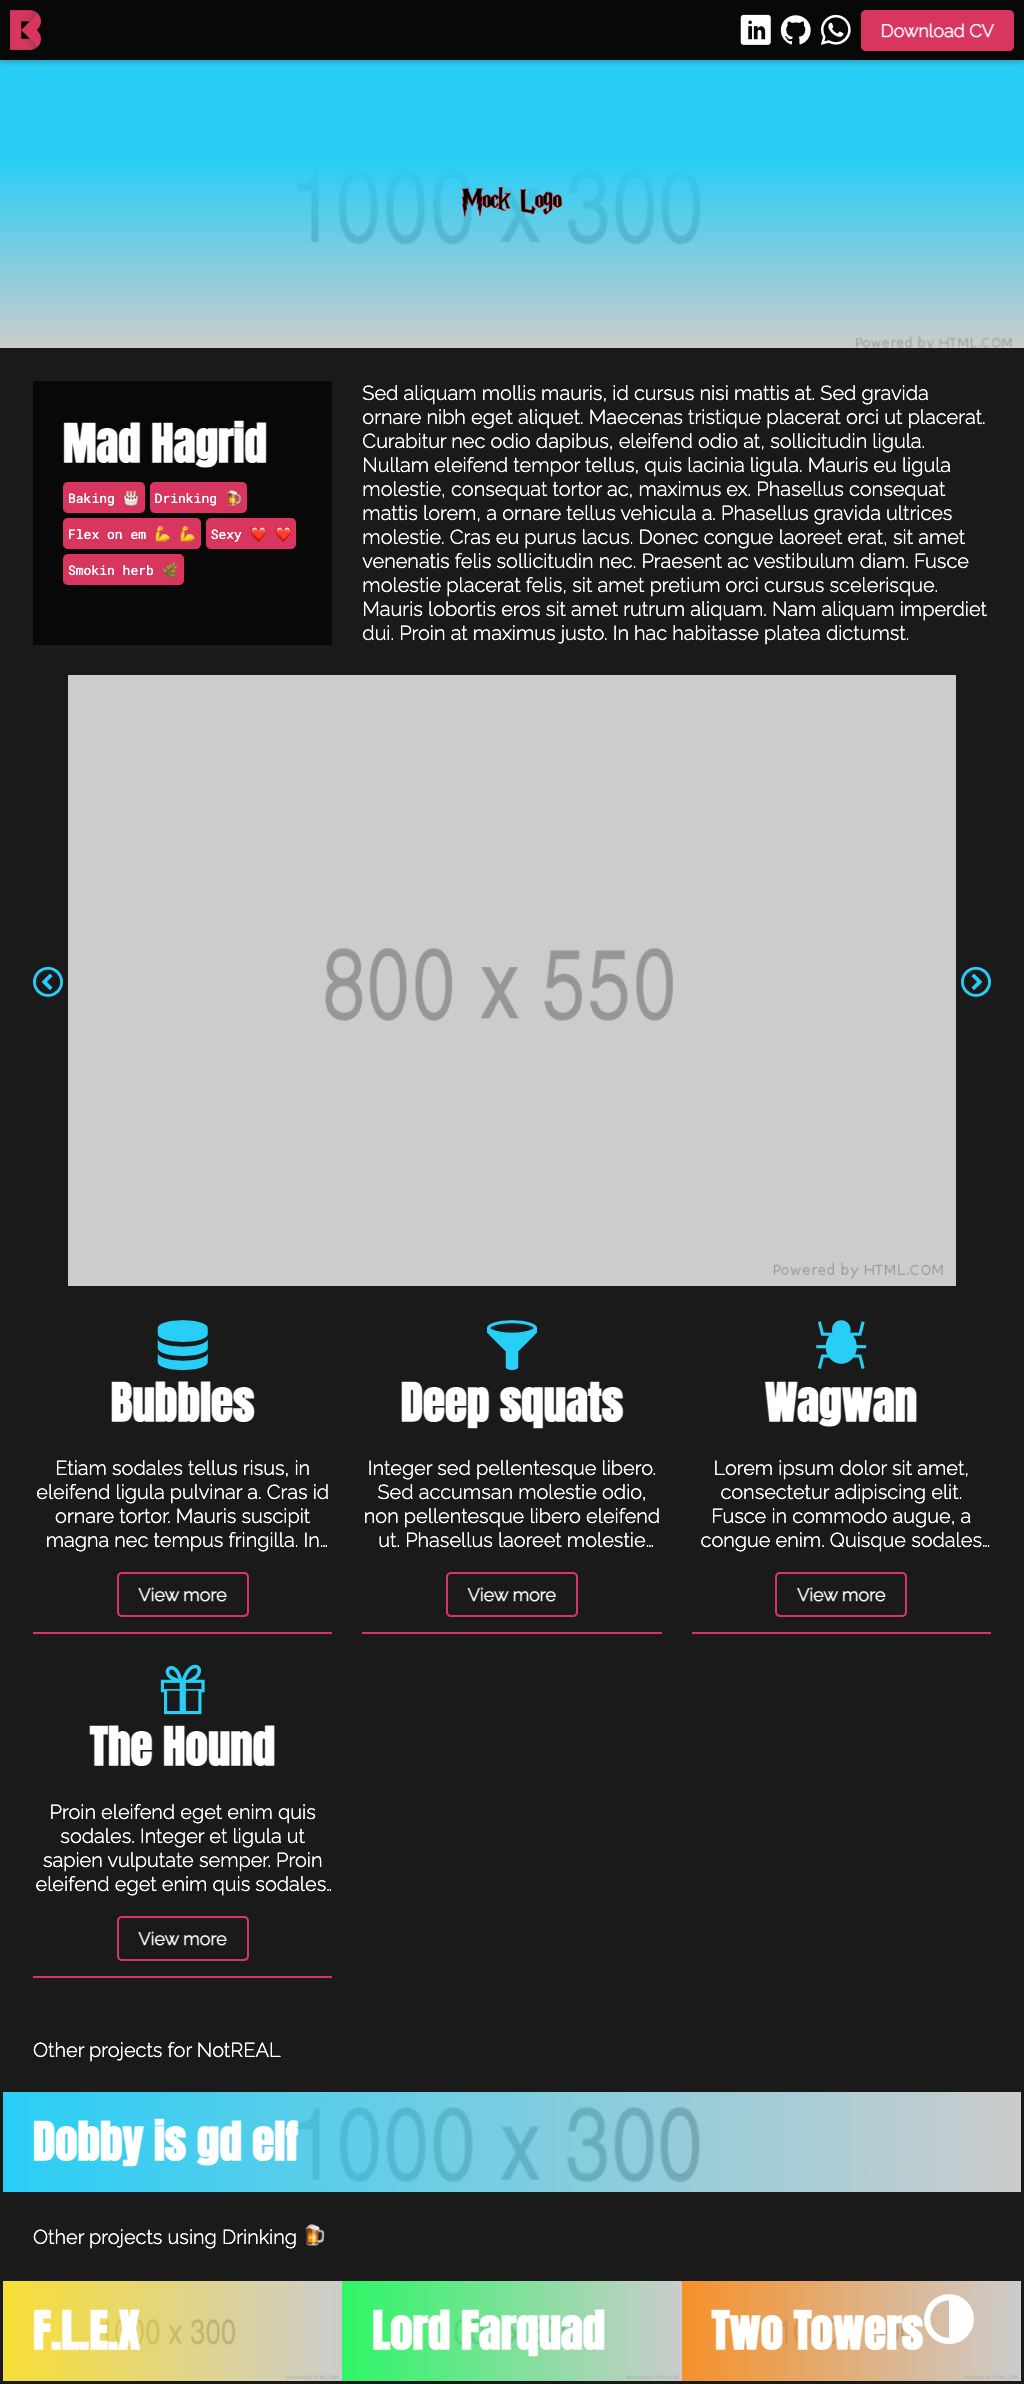 Download CV
1000 x 300
Mock Logo
Powered by HTML.COM
Mad Hagrid
Baking 🎂 Drinking 🍺
Flex on em 💪 💪 Sexy ❤️ ❤️
Smokin herb 🌿
Sed aliquam mollis mauris, id cursus nisi mattis at. Sed gravida
ornare nibh eget aliquet. Maecenas tristique placerat orci ut placerat.
Curabitur nec odio dapibus, eleifend odio at, sollicitudin ligula.
Nullam eleifend tempor tellus, quis lacinia ligula. Mauris eu ligula
molestie, consequat tortor ac, maximus ex. Phasellus consequat
mattis lorem, a ornare tellus vehicula a. Phasellus gravida ultrices
molestie. Cras eu purus lacus. Donec congue laoreet erat, sit amet
venenatis felis sollicitudin nec. Praesent ac vestibulum diam. Fusce
molestie placerat felis, sit amet pretium orci cursus scelerisque.
Mauris lobortis eros sit amet rutrum aliquam. Nam aliquam imperdiet
dui. Proin at maximus justo. In hac habitasse platea dictumst.
800 x 550
Powered by HTML.COM
Bubbles
Etiam sodales tellus risus, in
eleifend ligula pulvinar a. Cras id
ornare tortor. Mauris suscipit
magna nec tempus fringilla. In…
View more
Deep squats
Integer sed pellentesque libero.
Sed accumsan molestie odio,
non pellentesque libero eleifend
ut. Phasellus laoreet molestie…
View more
Wagwan
Lorem ipsum dolor sit amet,
consectetur adipiscing elit.
Fusce in commodo augue, a
congue enim. Quisque sodales…
View more
The Hound
Proin eleifend eget enim quis
sodales. Integer et ligula ut
sapien vulputate semper. Proin
eleifend eget enim quis sodales…
View more
Other projects for NotREAL
Dobby is gd elf
1000 x 300
Other projects using Drinking 🍺
F.L.E.X
x 300
Lord Farquad
Two Towers